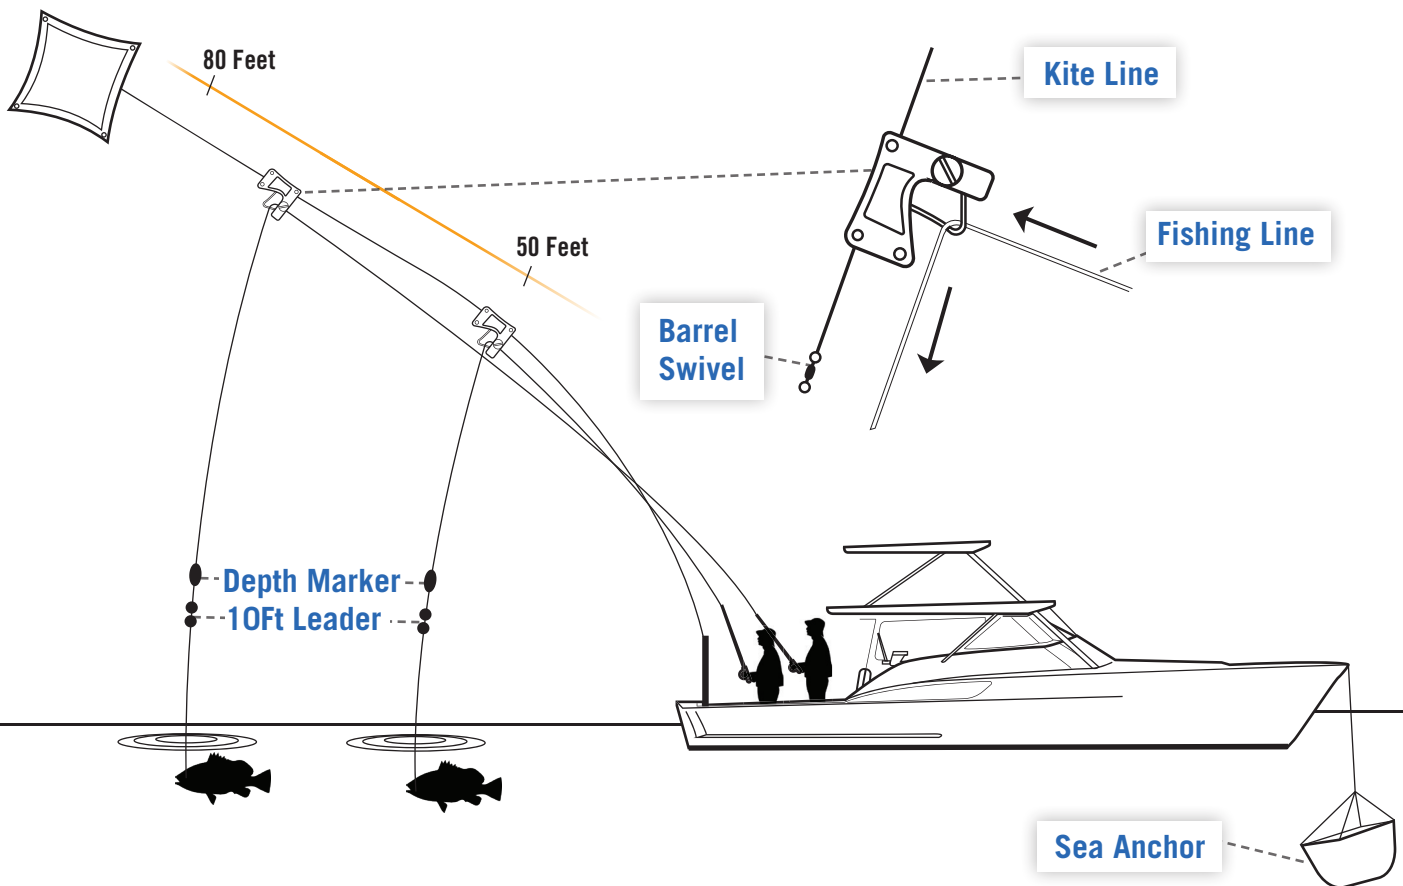 80 Feet
Kite Line
50 Feet
Fishing Line
Barrel
Swivel
Depth Marker
10Ft Leader
Sea Anchor